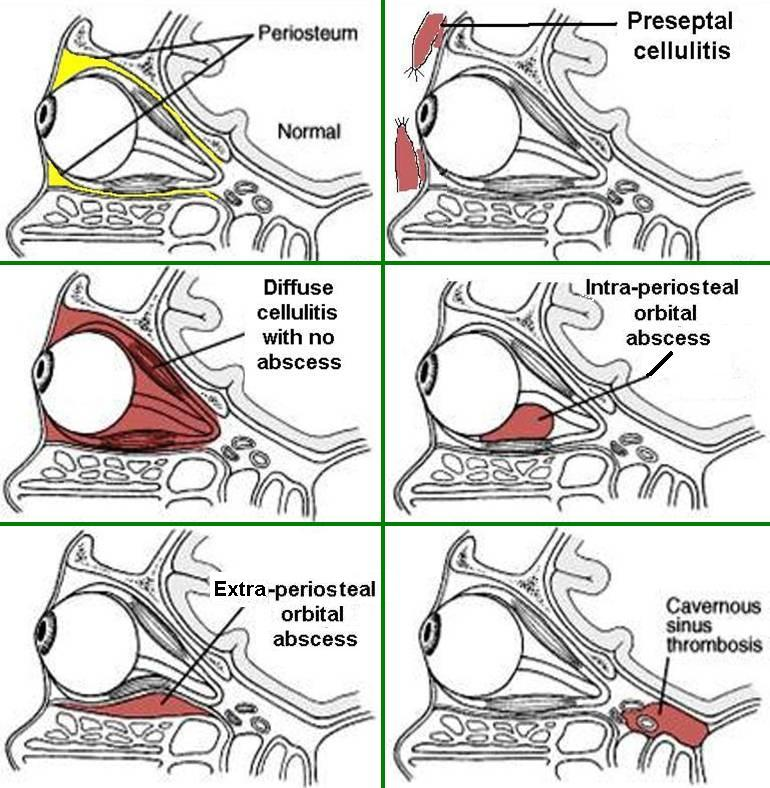 Periosteum
Normal
Preseptal
cellulitis
Diffuse
cellulitis
with no
abscess
Intra-periosteal
orbital
abscess
Extra-periosteal
orbital
abscess
Cavernous
sinus
thrombosis